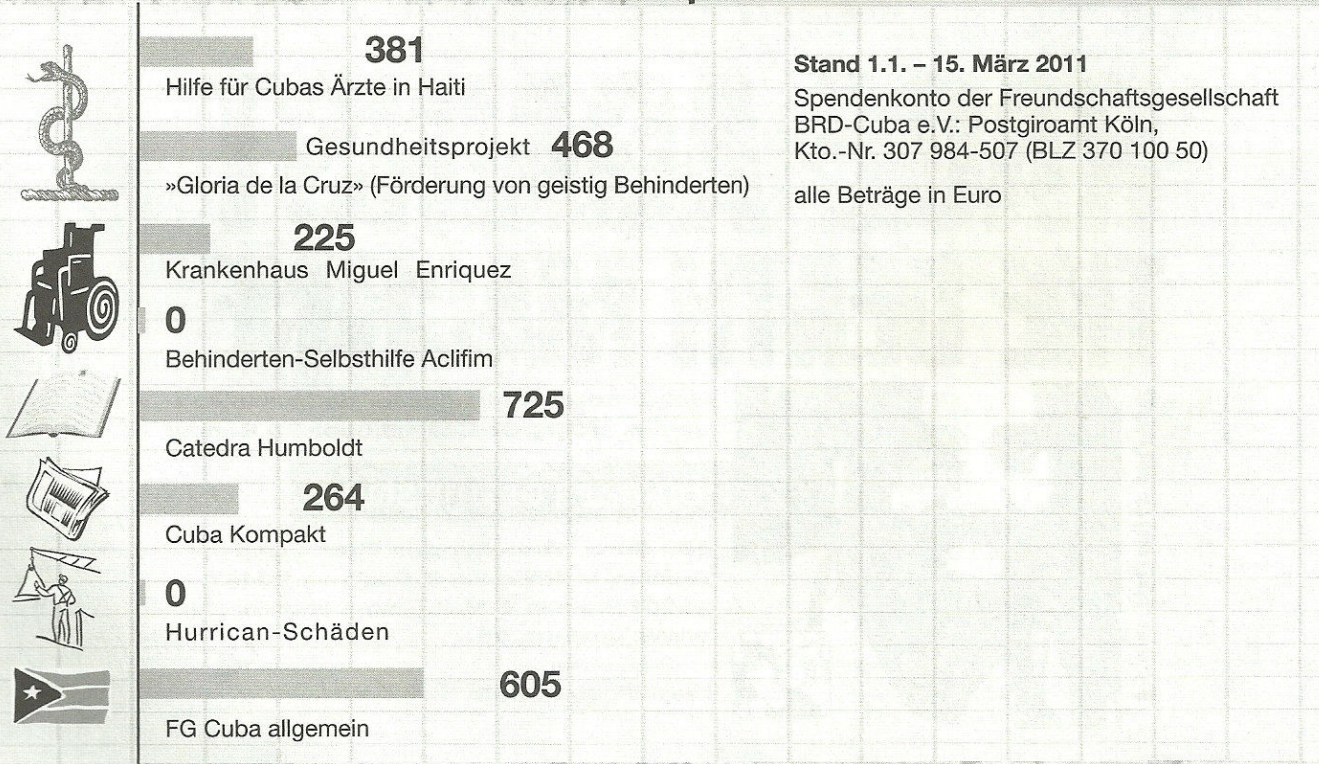 381
Hilfe für Cubas Ärzte in Haiti
Gesundheitsprojekt 468
»Gloria de la Cruz» (Förderung von geistig Behinderten)
225
Krankenhaus Miguel Enriquez
0
Behinderten-Selbsthilfe Aclifim
725
Catedra Humboldt
264
Cuba Kompakt
0
Hurrican-Schäden
605
FG Cuba allgemein
Stand 1.1. – 15. März 2011
Spendenkonto der Freundschaftsgesellschaft
BRD-Cuba e.V.: Postgiroamt Köln,
Kto.-Nr. 307 984-507 (BLZ 370 100 50)
alle Beträge in Euro